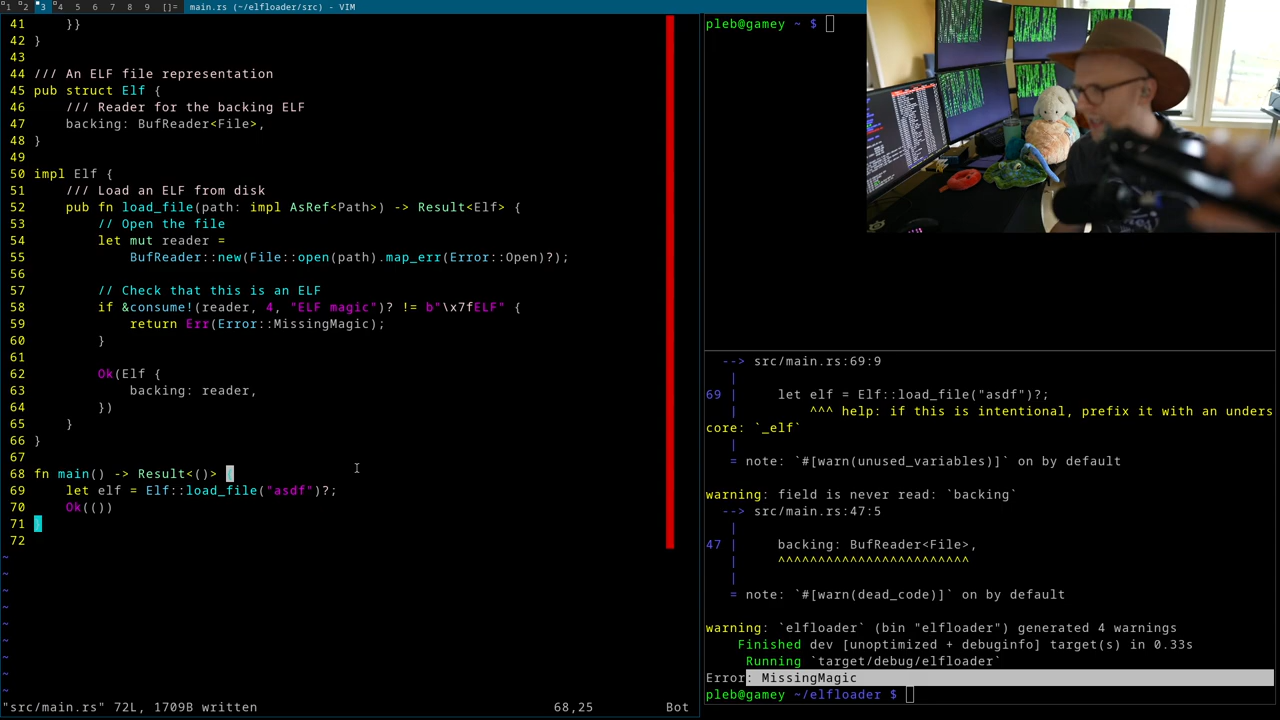 1 2 3 4 5 6 7 8 9 []= main.rs (~/elfloader/src) - VIM
41     }}
42 }
43
44 /// An ELF file representation
45 pub struct Elf {
46     /// Reader for the backing ELF
47     backing: BufReader<File>,
48 }
49
50 impl Elf {
51     /// Load an ELF from disk
52     pub fn load_file(path: impl AsRef<Path>) -> Result<Elf> {
53         // Open the file
54         let mut reader =
55             BufReader::new(File::open(path).map_err(Error::Open)?);
56
57         // Check that this is an ELF
58         if &consume!(reader, 4, "ELF magic")? != b"\x7fELF" {
59             return Err(Error::MissingMagic);
60         }
61
62         Ok(Elf {
63             backing: reader,
64         })
65     }
66 }
67
68 fn main() -> Result<()> {
69     let elf = Elf::load_file("asdf")?;
70     Ok(())
71 }
72
~
~
~
~
~
~
~
~
~
"src/main.rs" 72L, 1709B written 68,25 Bot
pleb@gamey ~ $
--> src/main.rs:69:9
|
69 |     let elf = Elf::load_file("asdf")?;
|         ^^^ help: if this is intentional, prefix it with an unders
core: `_elf`
|
= note: `#[warn(unused_variables)]` on by default
warning: field is never read: `backing`
--> src/main.rs:47:5
|
47 |     backing: BufReader<File>,
|     ^^^^^^^^^^^^^^^^^^^^^^^^
|
= note: `#[warn(dead_code)]` on by default
warning: `elfloader` (bin "elfloader") generated 4 warnings
Finished dev [unoptimized + debuginfo] target(s) in 0.33s
Running `target/debug/elfloader`
Error: MissingMagic
pleb@gamey ~/elfloader $